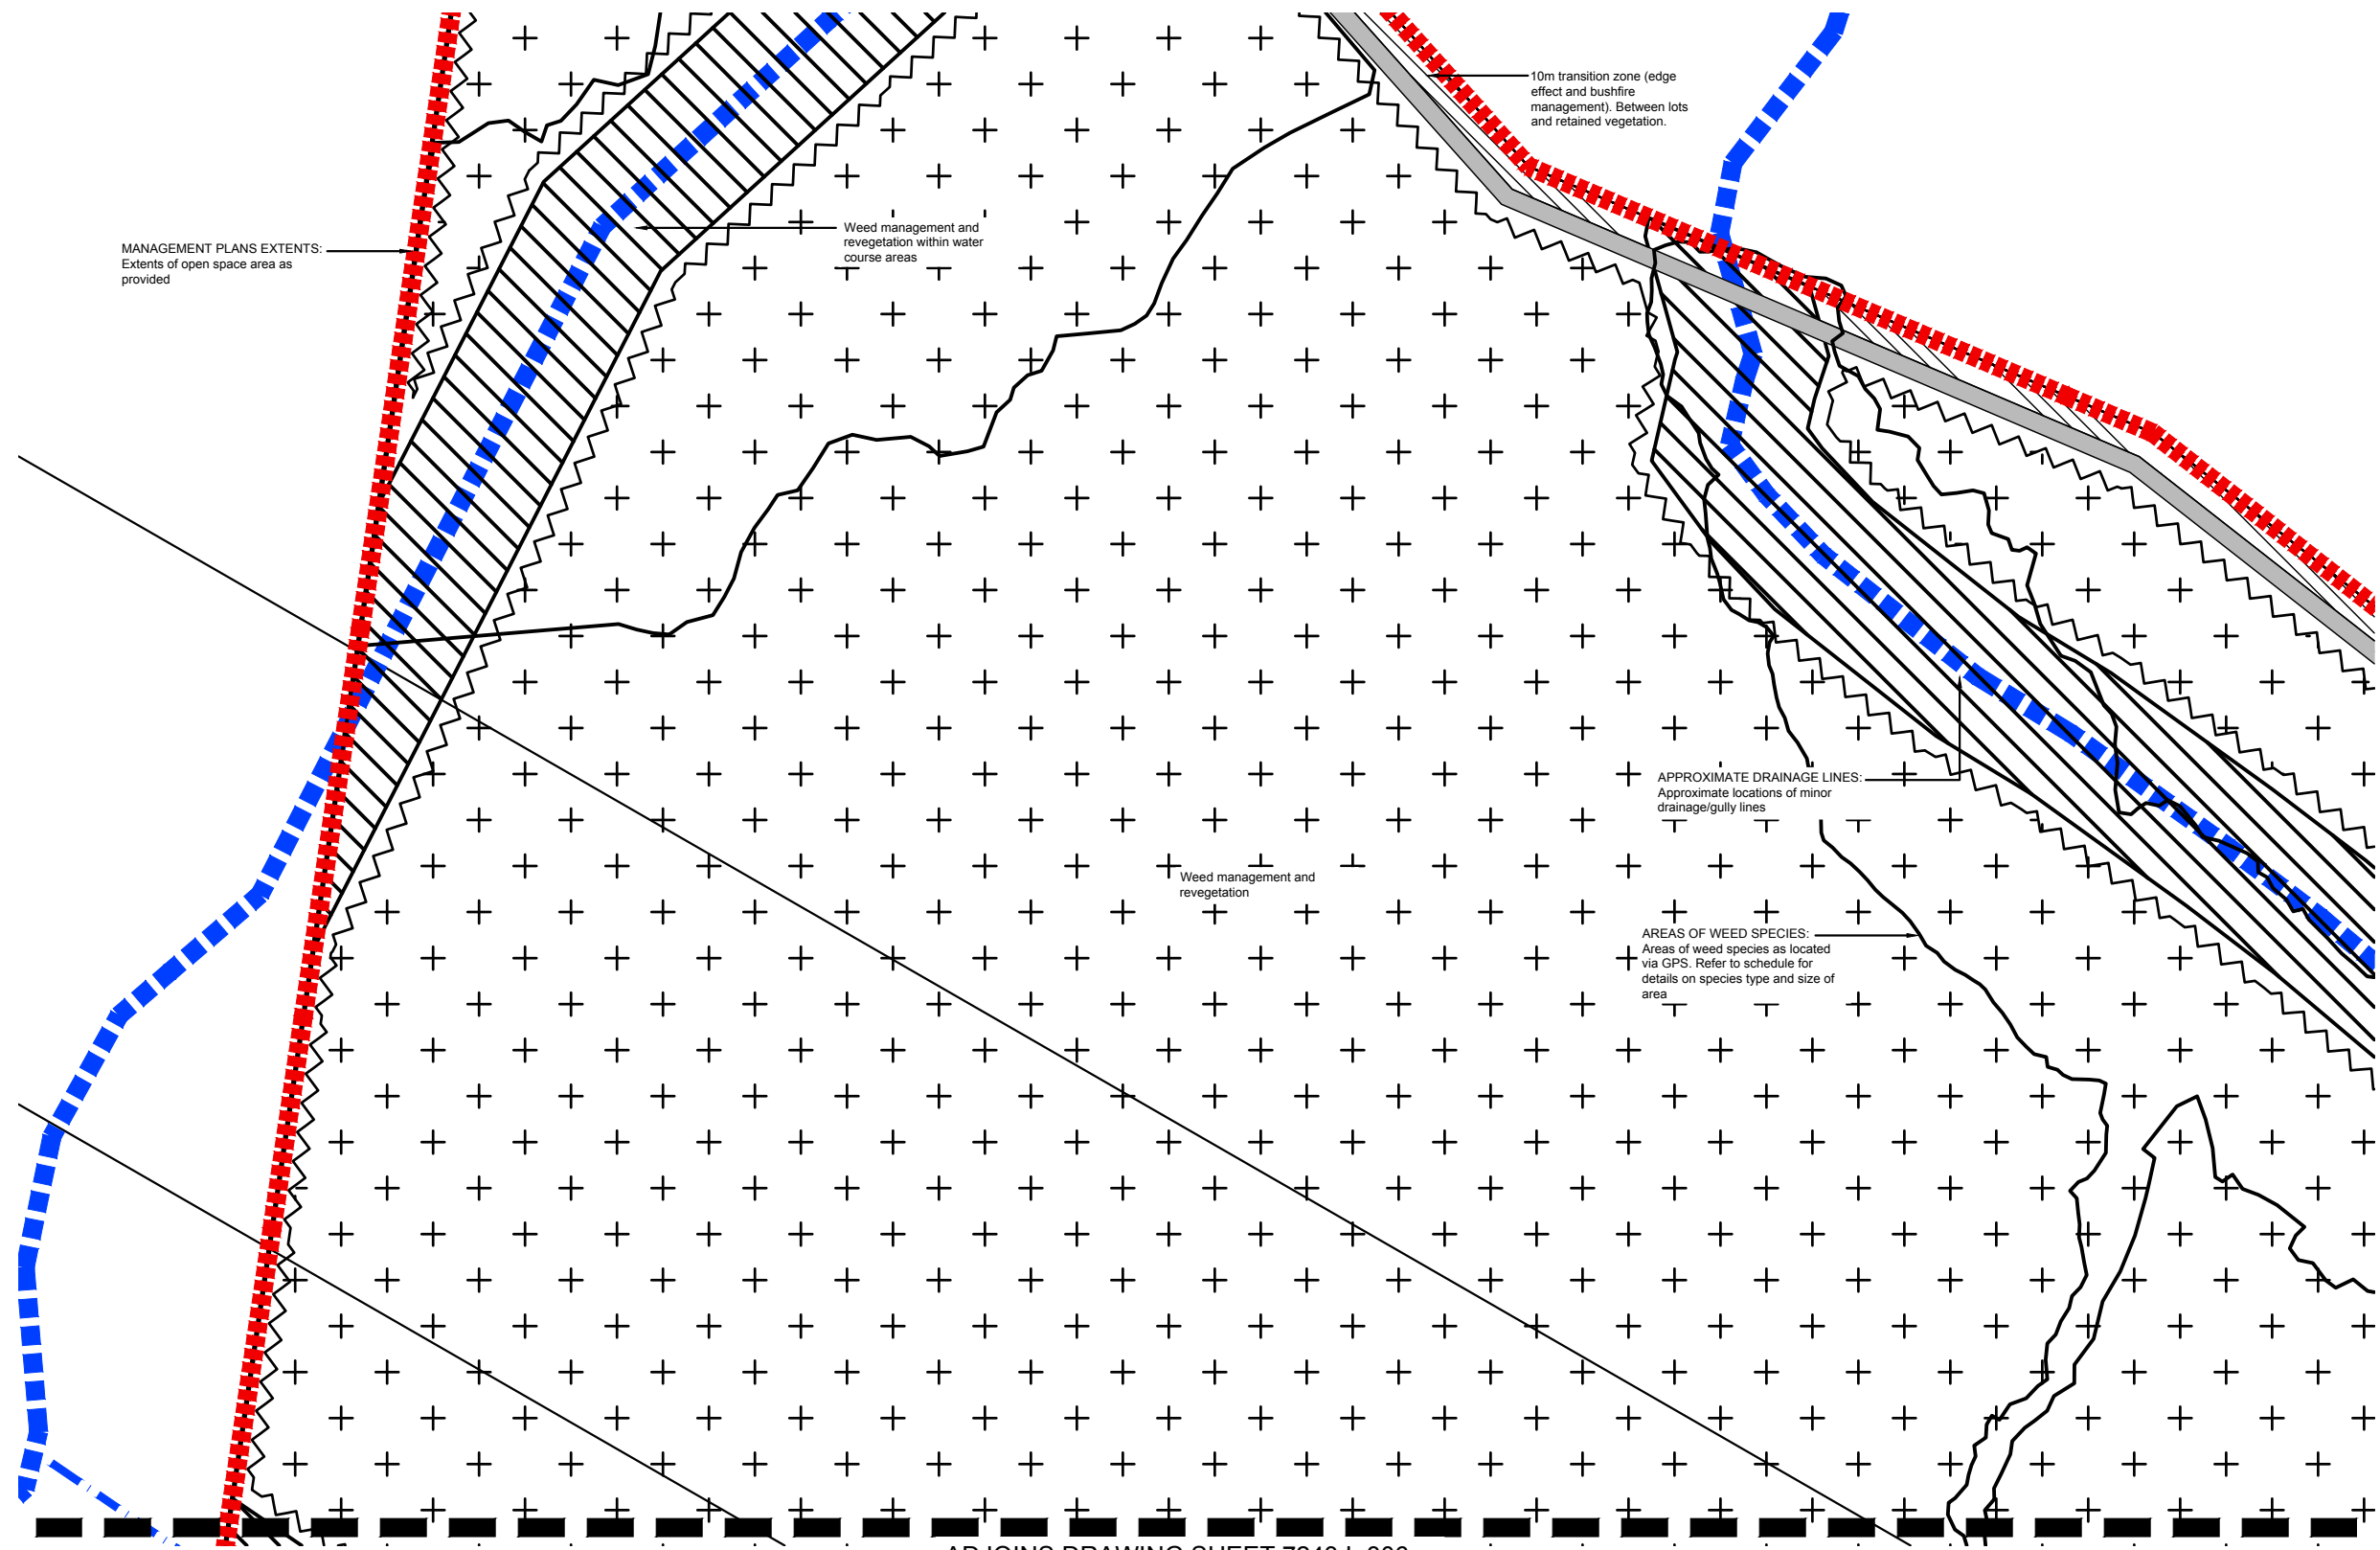 10m transition zone (edge
effect and bushfire
management). Between lots
and retained vegetation.
Weed management and
revegetation within water
course areas
MANAGEMENT PLANS EXTENTS:
Extents of open space area as
provided
APPROXIMATE DRAINAGE LINES:
Approximate locations of minor
drainage/gully lines
Weed management and
revegetation
AREAS OF WEED SPECIES:
Areas of weed species as located
via GPS. Refer to schedule for
details on species type and size of
area
ADJOINS DRAWING SHEET